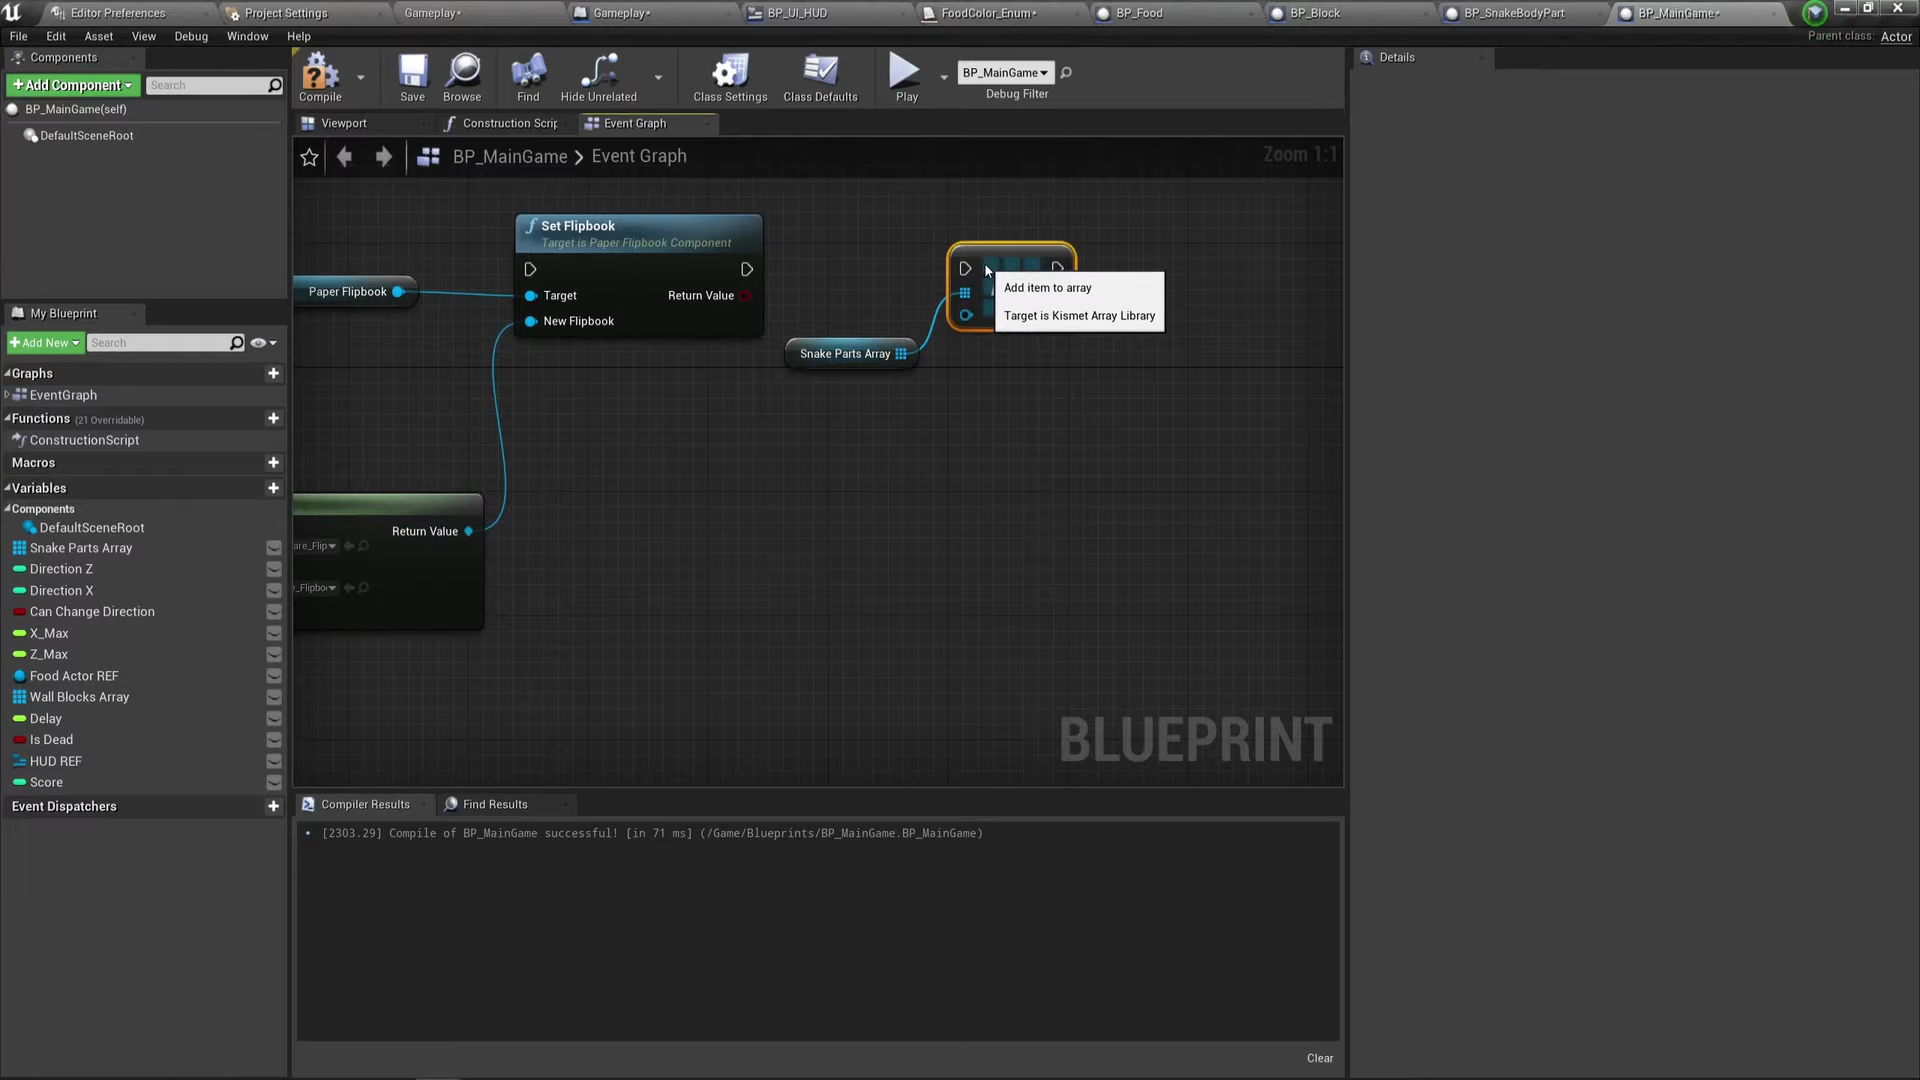 Editor Preferences
Project Settings
Gameplay*
Gameplay*
BP_UI_HUD
FoodColor_Enum*
BP_Food
BP_Block
BP_SnakeBodyPart
BP_MainGame*
File Edit Asset View Debug Window Help
Parent class: Actor
Components
+Add Component
Search
BP_MainGame(self)
DefaultSceneRoot
Compile
Save
Browse
Find
Hide Unrelated
Class Settings
Class Defaults
Play
BP_MainGame
Debug Filter
Details
Viewport
Construction Scrip
Event Graph
BP_MainGame > Event Graph
Zoom 1:1
Set Flipbook
Target is Paper Flipbook Component
Paper Flipbook
Target
Return Value
New Flipbook
Snake Parts Array
Add item to array
Target is Kismet Array Library
Return Value
are_Flip
_Flipboo
BLUEPRINT
My Blueprint
+Add New
Search
Graphs
EventGraph
Functions (21 Overridable)
ConstructionScript
Macros
Variables
Components
DefaultSceneRoot
Snake Parts Array
Direction Z
Direction X
Can Change Direction
X_Max
Z_Max
Food Actor REF
Wall Blocks Array
Delay
Is Dead
HUD REF
Score
Event Dispatchers
Compiler Results
Find Results
[2303.29] Compile of BP_MainGame successful! [in 71 ms] (/Game/Blueprints/BP_MainGame.BP_MainGame)
Clear